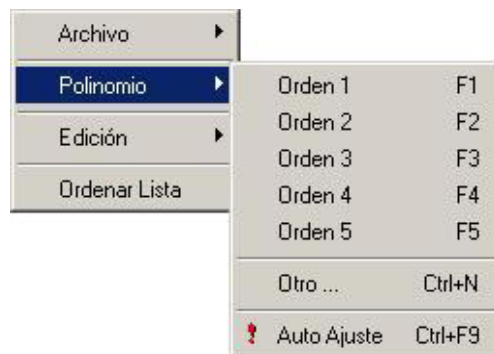 Archivo
Polinomio
Edición
Ordenar Lista
Orden 1 F1
Orden 2 F2
Orden 3 F3
Orden 4 F4
Orden 5 F5
Otro ... Ctrl+N
Auto Ajuste Ctrl+F9